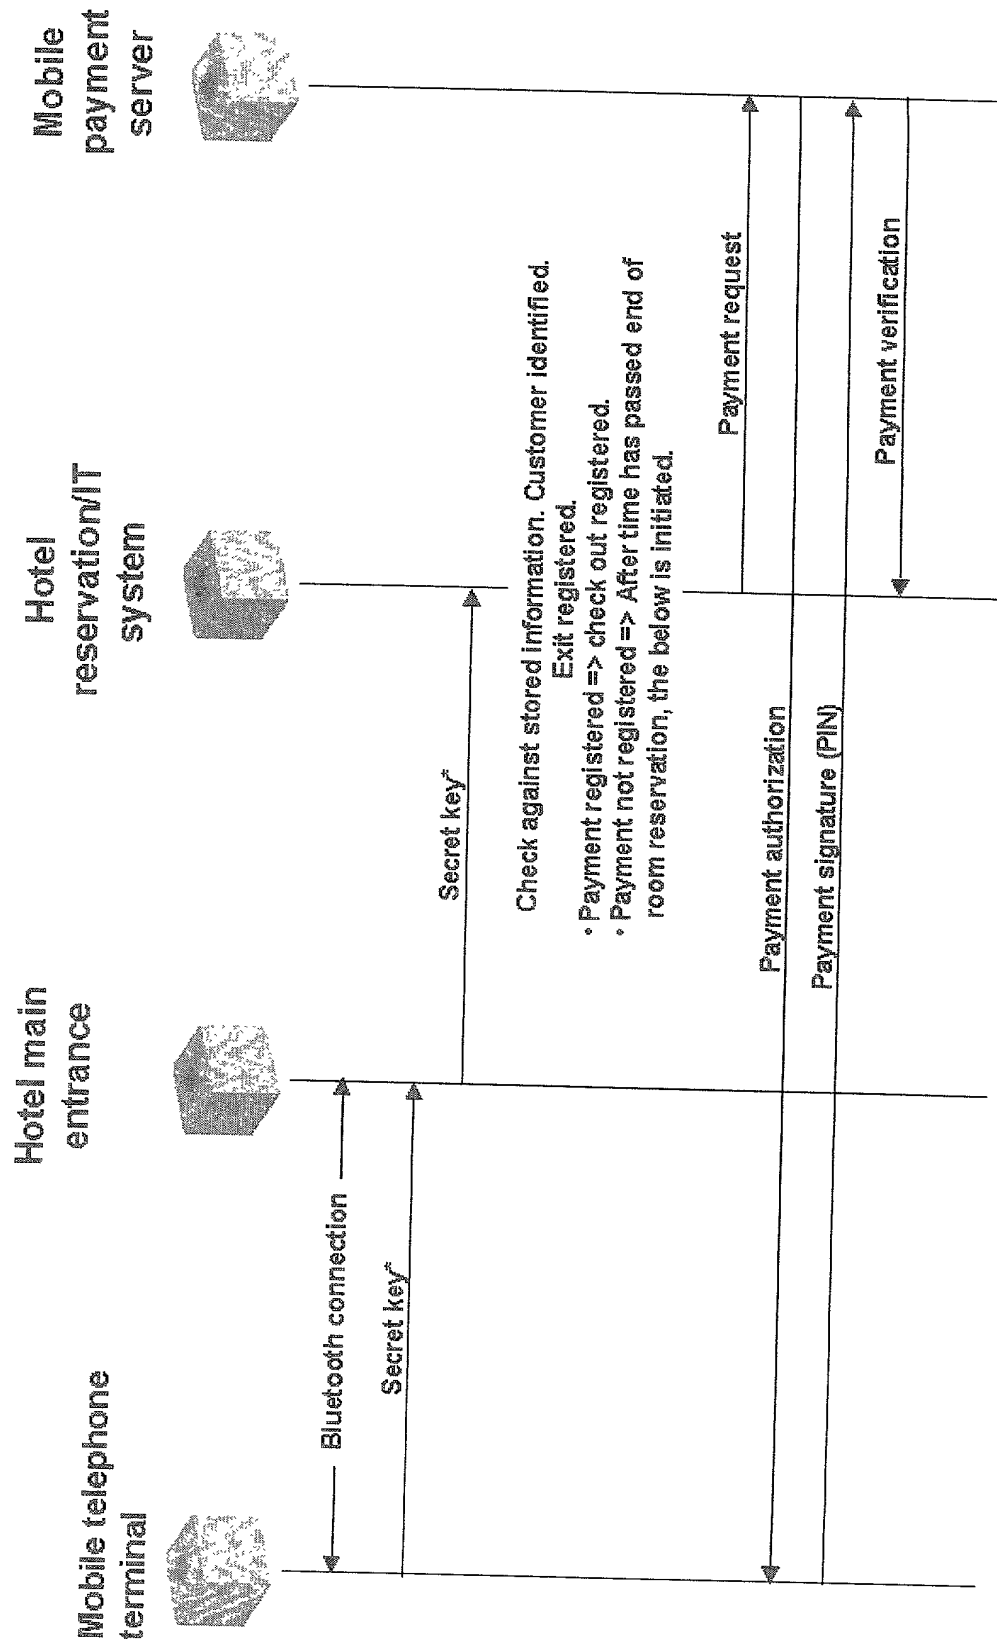 Mobile telephone
terminal
Hotel main
entrance
Hotel
reservation/IT
system
Mobile
payment
server
Bluetooth connection
Secret key*
Secret key*
Check against stored information. Customer identified.
Exit registered.
• Payment registered => check out registered.
• Payment not registered => After time has passed end of
room reservation, the below is initiated.
Payment request
Payment authorization
Payment signature (PIN)
Payment verification